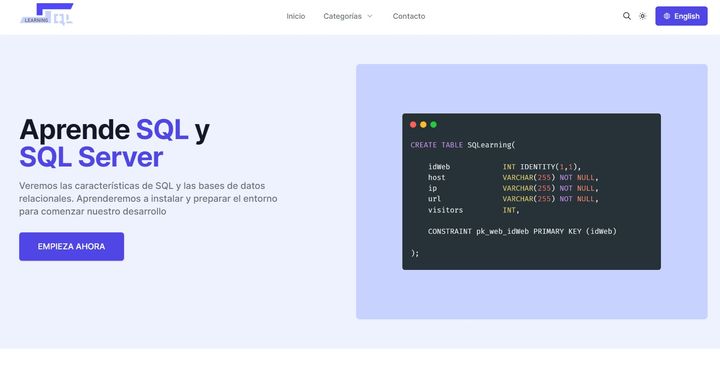 LEARNING SQL
Inicio
Categorías
Contacto
English
Aprende SQL y
SQL Server
Veremos las características de SQL y las bases de datos
relacionales. Aprenderemos a instalar y preparar el entorno
para comenzar nuestro desarrollo
EMPIEZA AHORA
CREATE TABLE SQLearning(
idWeb INT IDENTITY(1,1),
host VARCHAR(255) NOT NULL,
ip VARCHAR(255) NOT NULL,
url VARCHAR(255) NOT NULL,
visitors INT,
CONSTRAINT pk_web_idWeb PRIMARY KEY (idWeb)
);